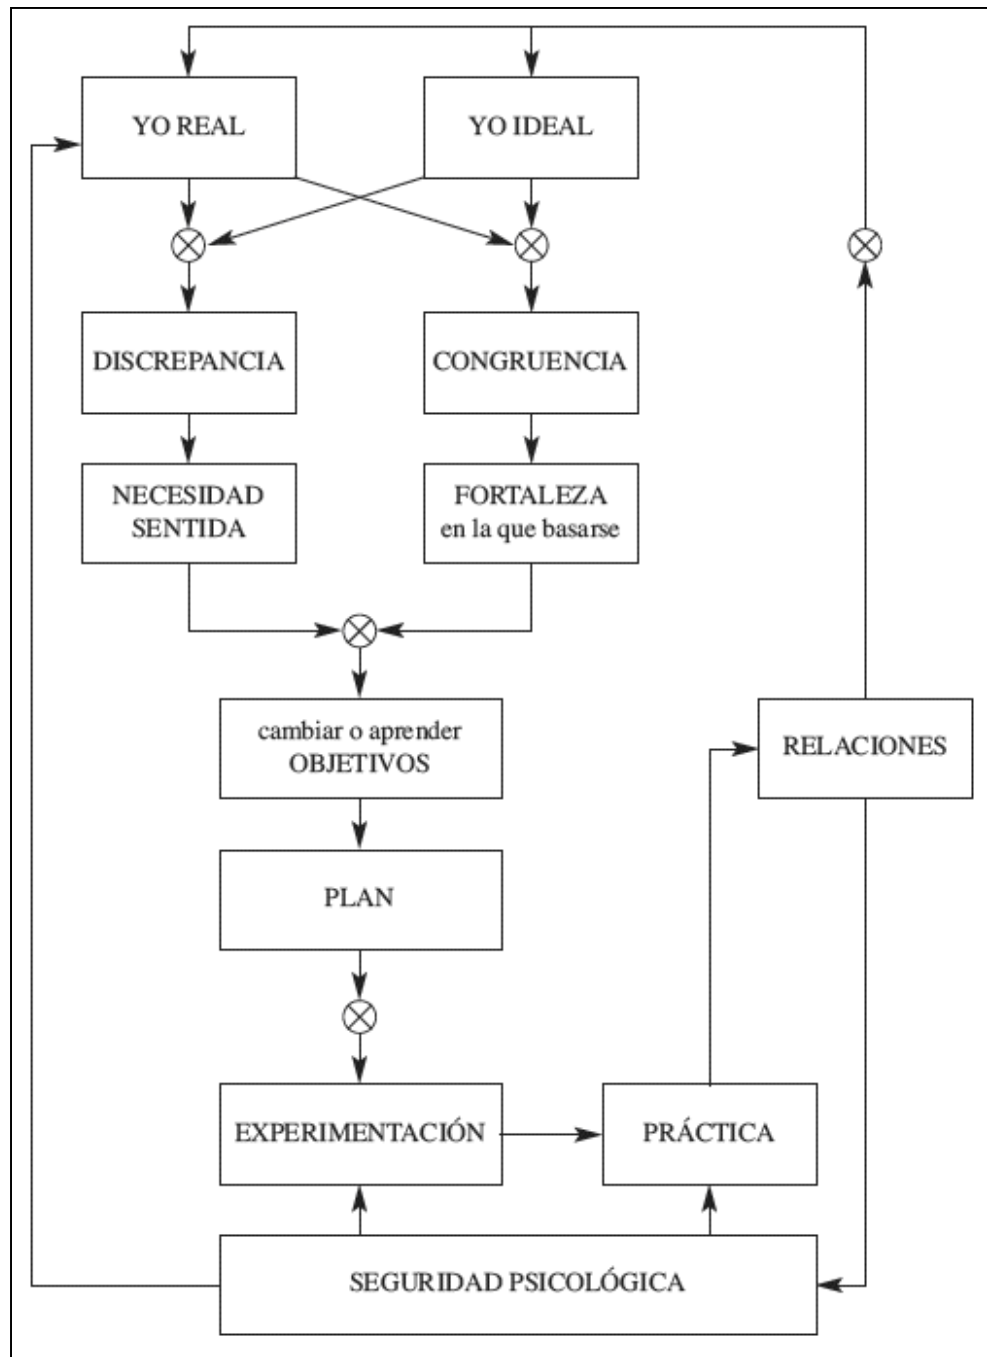 YO REAL
YO IDEAL
DISCREPANCIA
CONGRUENCIA
NECESIDAD
SENTIDA
FORTALEZA
en la que basarse
cambiar o aprender
OBJETIVOS
RELACIONES
PLAN
EXPERIMENTACIÓN
PRÁCTICA
SEGURIDAD PSICOLÓGICA